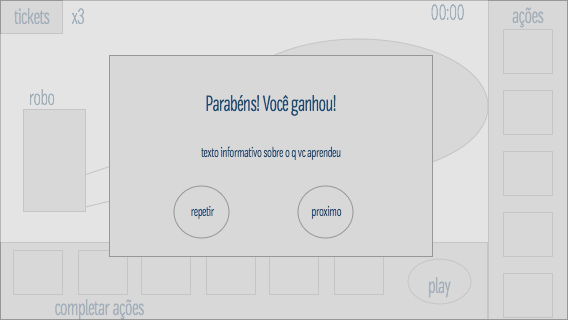 tickets x3 00:00 ações
robo
Parabéns! Você ganhou!
texto informativo sobre o q vc aprendeu
repetir proximo
play
completar ações